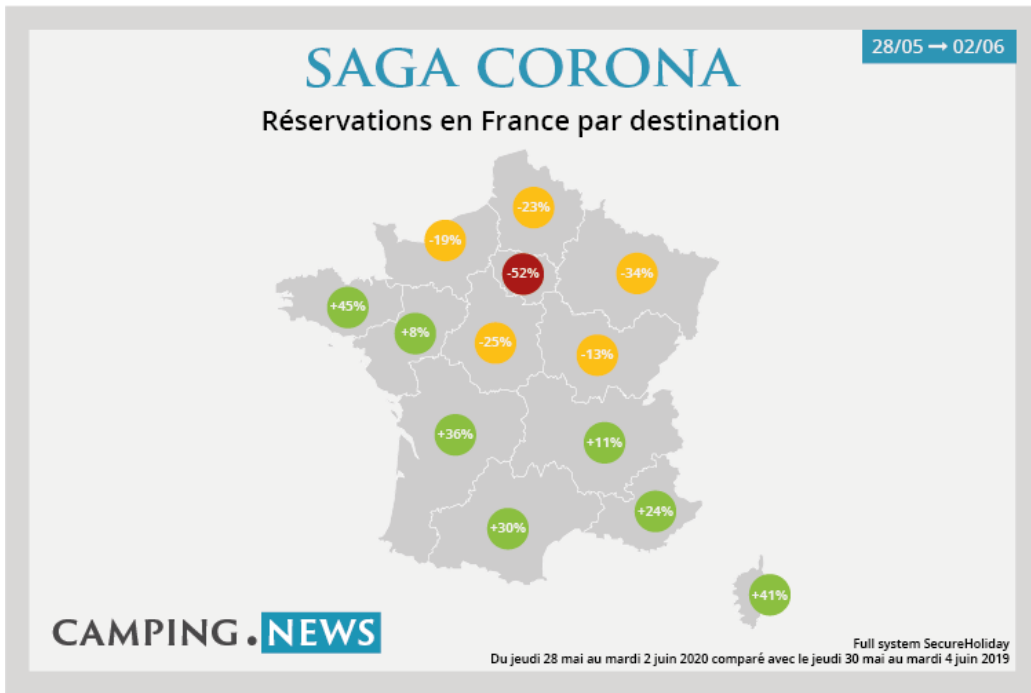 28/05 → 02/06
SAGA CORONA
Réservations en France par destination
-23%
-19%
-52%
-34%
+45%
+8%
-25%
-13%
+36%
+11%
+24%
+30%
+41%
CAMPING.NEWS
Full system SecureHoliday
Du jeudi 28 mai au mardi 2 juin 2020 comparé avec le jeudi 30 mai au mardi 4 juin 2019